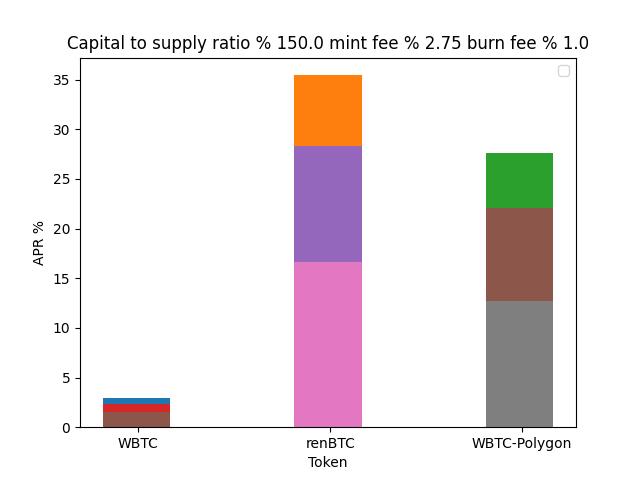 Capital to supply ratio % 150.0 mint fee % 2.75 burn fee % 1.0
35
30
25
20
15
10
5
0
APR %
WBTC renBTC WBTC-Polygon
Token